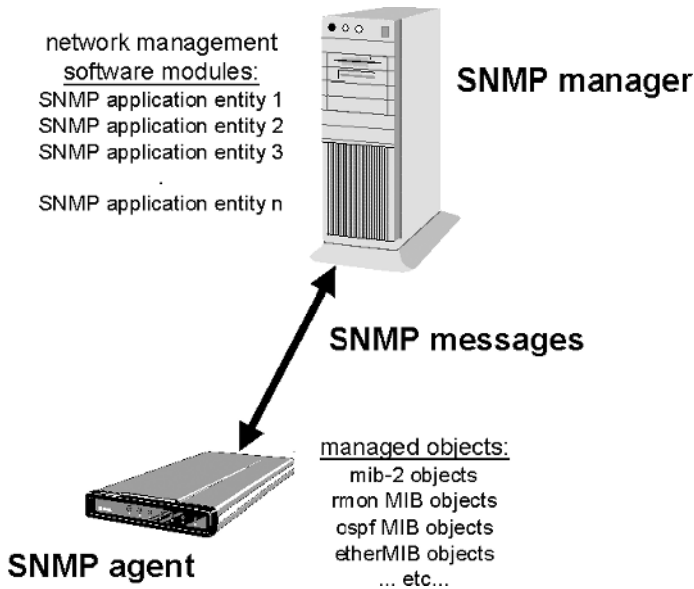 network management
software modules:
SNMP application entity 1
SNMP application entity 2
SNMP application entity 3
.
SNMP application entity n
SNMP manager
SNMP messages
managed objects:
mib-2 objects
rmon MIB objects
ospf MIB objects
etherMIB objects
... etc...
SNMP agent